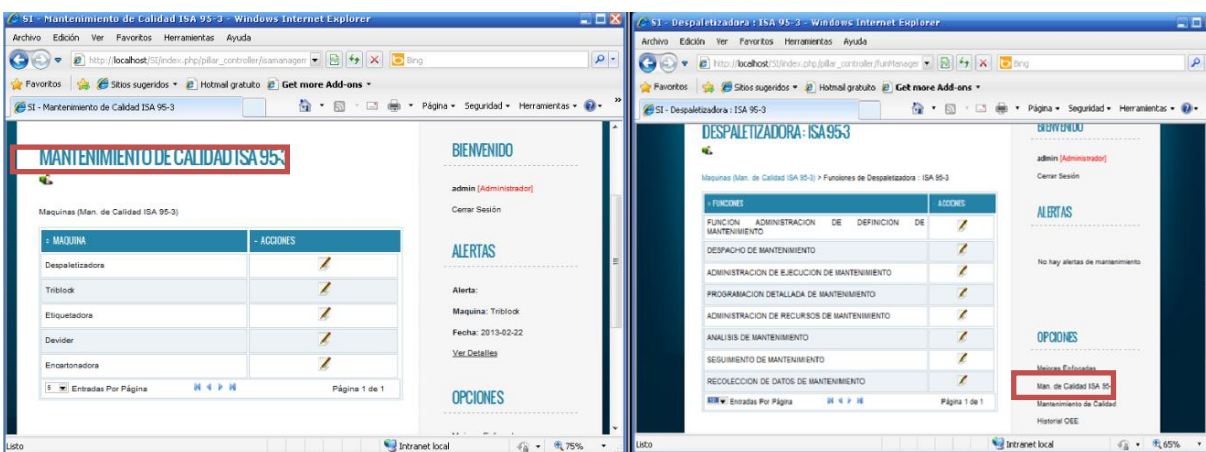 SI - Mantenimiento de Calidad ISA 95-3 - Windows Internet Explorer
Archivo Edición Ver Favoritos Herramientas Ayuda
http://localhost/SI/index.php/pilar_controller/isamanagem
Bing
Favoritos Sitios sugeridos Hotmail gratuito Get more Add-ons
SI - Mantenimiento de Calidad ISA 95-3
Página Seguridad Herramientas
MANTENIMIENTO DE CALIDAD ISA 95-3
Maquinas (Man. de Calidad ISA 95-3)
MAQUINA - ACCIONES
Despaletizadora
Triblock
Etiquetadora
Devider
Encartonadora
5 Entradas Por Página Página 1 de 1
BIENVENIDO
admin [Administrador]
Cerrar Sesión
ALERTAS
Alerta:
Maquina: Triblock
Fecha: 2013-02-22
Ver Detalles
OPCIONES
Listo Intranet local 75%
SI - Despaletizadora : ISA 95-3 - Windows Internet Explorer
Archivo Edición Ver Favoritos Herramientas Ayuda
http://localhost/SI/index.php/pilar_controller/funManager
Bing
Favoritos Sitios sugeridos Hotmail gratuito Get more Add-ons
SI - Despaletizadora : ISA 95-3
Página Seguridad Herramientas
DESPALETIZADORA : ISA 95-3
Maquinas (Man. de Calidad ISA 95-3) > Funsiones de Despaletizadora : ISA 95-3
FUNCIONES ACCIONES
FUNCION ADMINISTRACION DE DEFINICION DE
MANTENIMIENTO
DESPACHO DE MANTENIMIENTO
ADMINISTRACION DE EJECUCION DE MANTENIMIENTO
PROGRAMACION DETALLADA DE MANTENIMIENTO
ADMINISTRACION DE RECURSOS DE MANTENIMIENTO
ANALISIS DE MANTENIMIENTO
SEGUIMIENTO DE MANTENIMIENTO
RECOLECCION DE DATOS DE MANTENIMIENTO
Entradas Por Página Página 1 de 1
BIENVENIDO
admin [Administrador]
Cerrar Sesión
ALERTAS
No hay alertas de mantenimiento
OPCIONES
Mejoras Enfocadas
Man. de Calidad ISA 95-
Mantenimiento de Calidad
Historial OEE
Listo Intranet local 65%